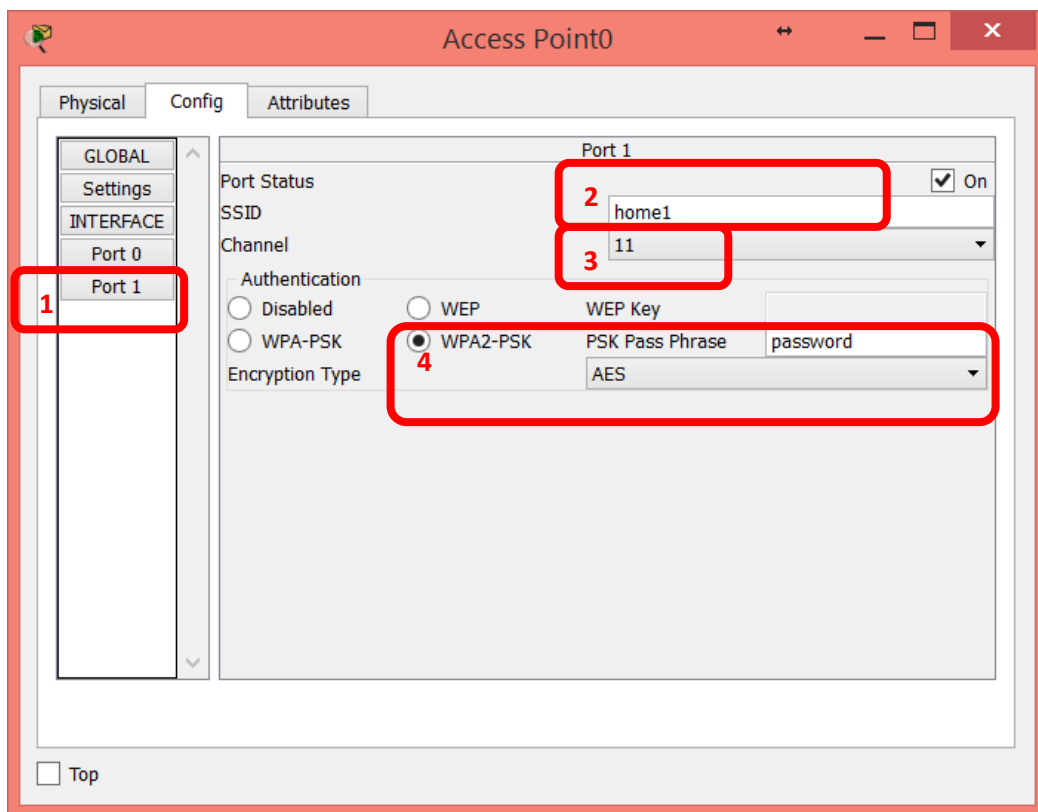 Access Point0
Physical Config Attributes
GLOBAL
Settings
INTERFACE
Port 0
Port 1
1
Port 1
Port Status On
2
SSID home1
Channel 11
3
Authentication
Disabled WEP WEP Key
WPA-PSK WPA2-PSK PSK Pass Phrase password
4
Encryption Type AES
Top